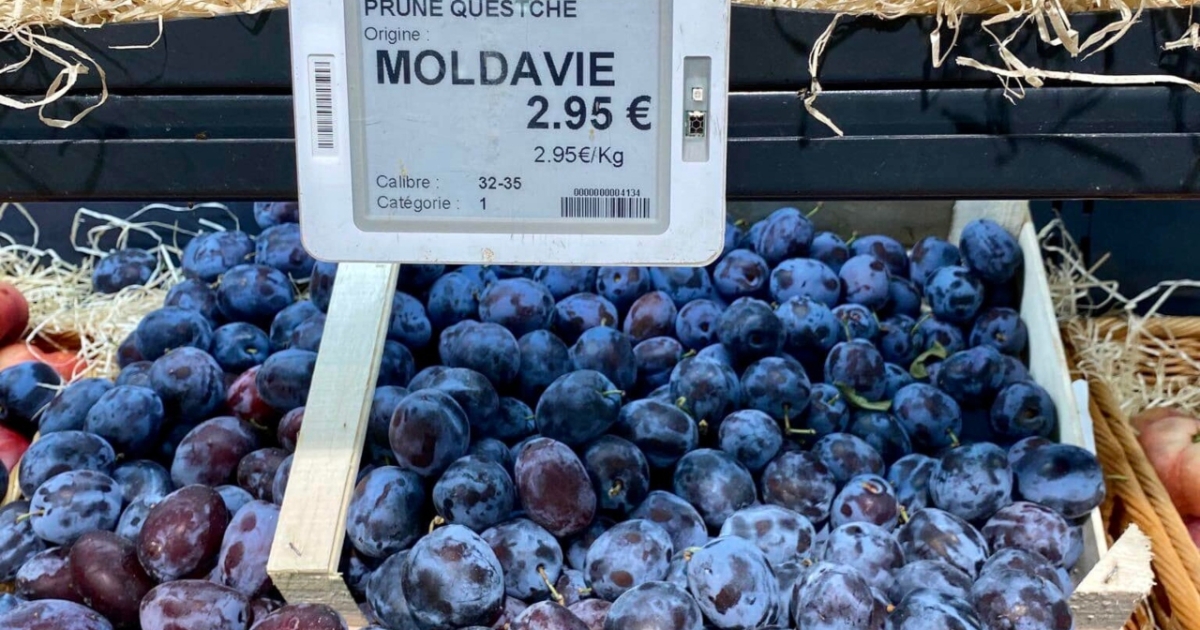 PRUNE QUESTCHE
Origine :
MOLDAVIE
2.95 €
2.95€/Kg
Calibre : 32-35
Catégorie : 1
0000000004134